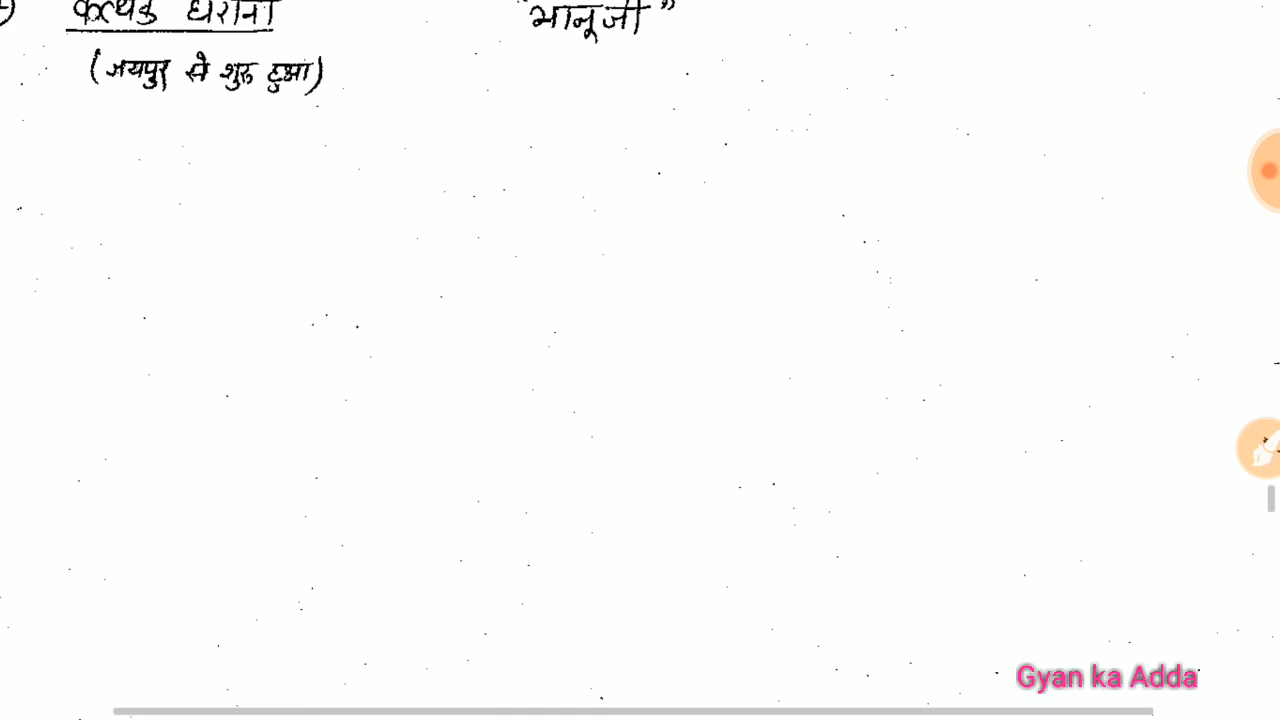 कत्थक घराना "भानूजी"
(जयपुर से शुरू हुआ)
Gyan ka Adda